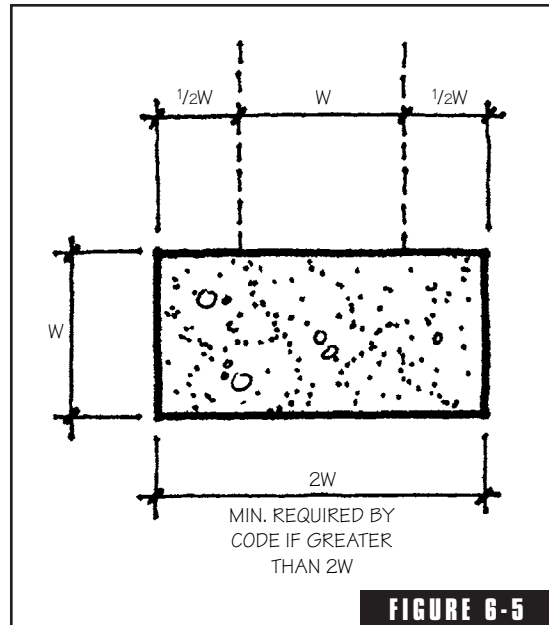 1/2W W 1/2W
W
2W
MIN. REQUIRED BY
CODE IF GREATER
THAN 2W
FIGURE 6-5